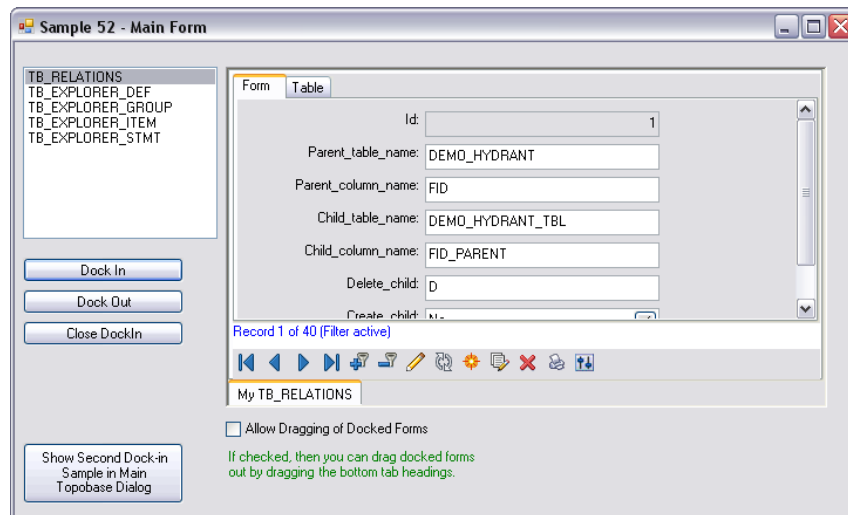 Sample 52 - Main Form
TB_RELATIONS
TB_EXPLORER_DEF
TB_EXPLORER_GROUP
TB_EXPLORER_ITEM
TB_EXPLORER_STMT
Dock In
Dock Out
Close DockIn
Show Second Dock-in
Sample in Main
Topobase Dialog
Form Table
Id: 1
Parent_table_name: DEMO_HYDRANT
Parent_column_name: FID
Child_table_name: DEMO_HYDRANT_TBL
Child_column_name: FID_PARENT
Delete_child: D
Create_child: No
Record 1 of 40 (Filter active)
My TB_RELATIONS
Allow Dragging of Docked Forms
If checked, then you can drag docked forms
out by dragging the bottom tab headings.